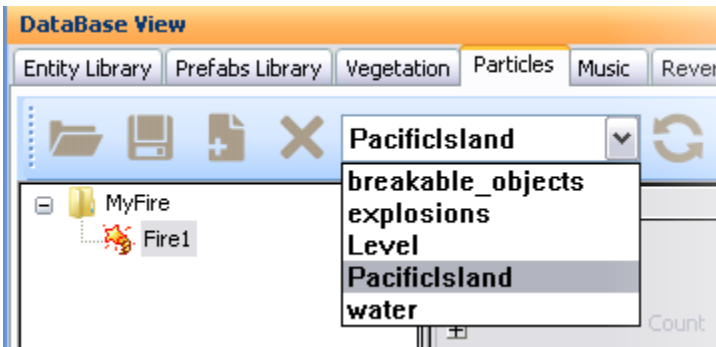 DataBase View
Entity Library Prefabs Library Vegetation Particles Music Rever
PacificIsland
breakable_objects
MyFire
explosions
Fire1
Level
PacificIsland
water
Count